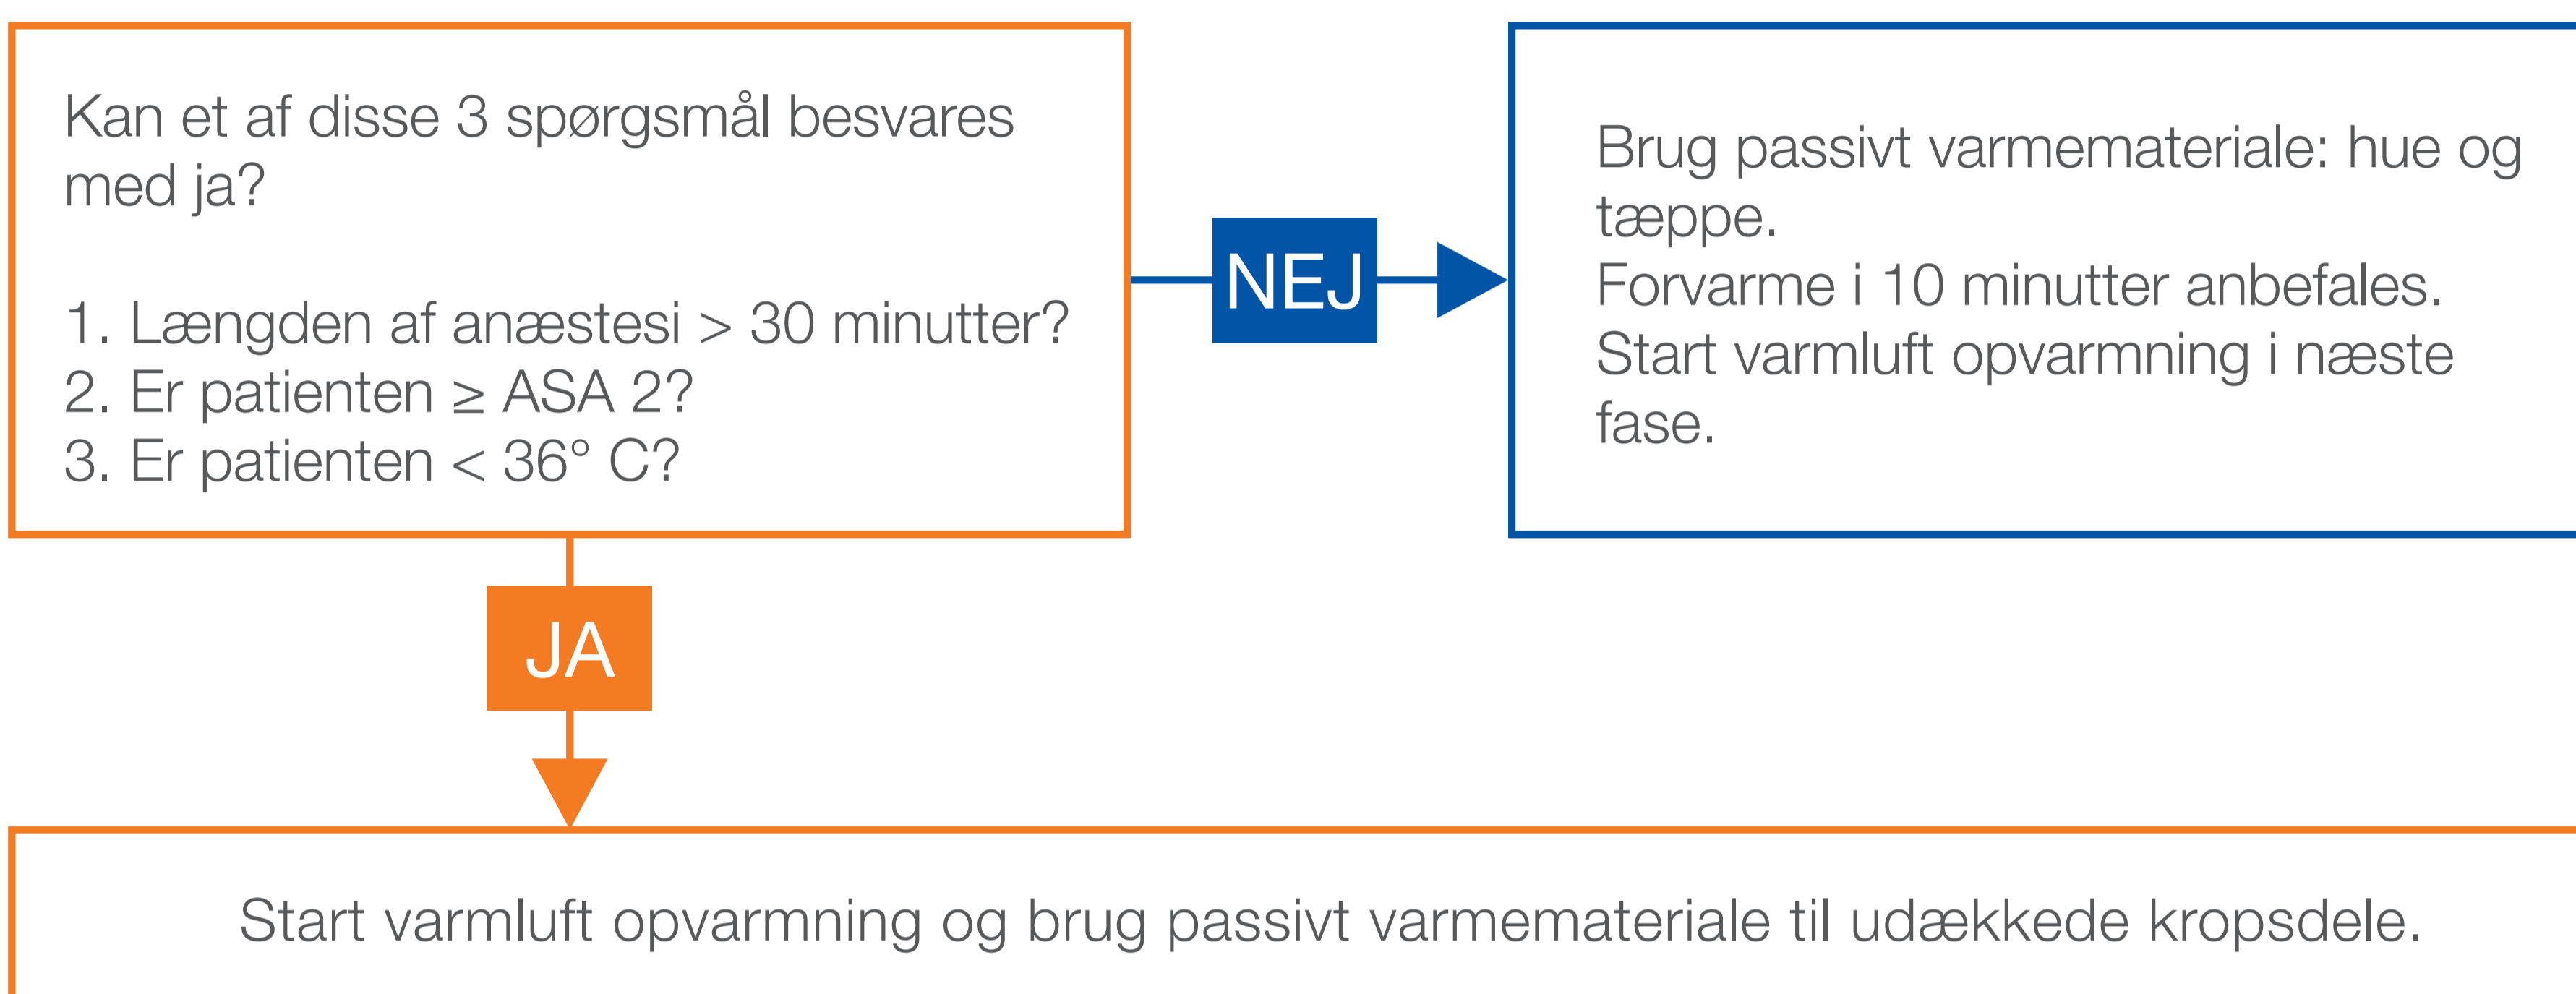 Kan et af disse 3 spørgsmål besvares
med ja?
1. Længden af anæstesi > 30 minutter?
2. Er patienten ≥ ASA 2?
3. Er patienten < 36° C?
NEJ
Brug passivt varmemateriale: hue og
tæppe.
Forvarme i 10 minutter anbefales.
Start varmluft opvarmning i næste
fase.
JA
Start varmluft opvarmning og brug passivt varmemateriale til udækkede kropsdele.